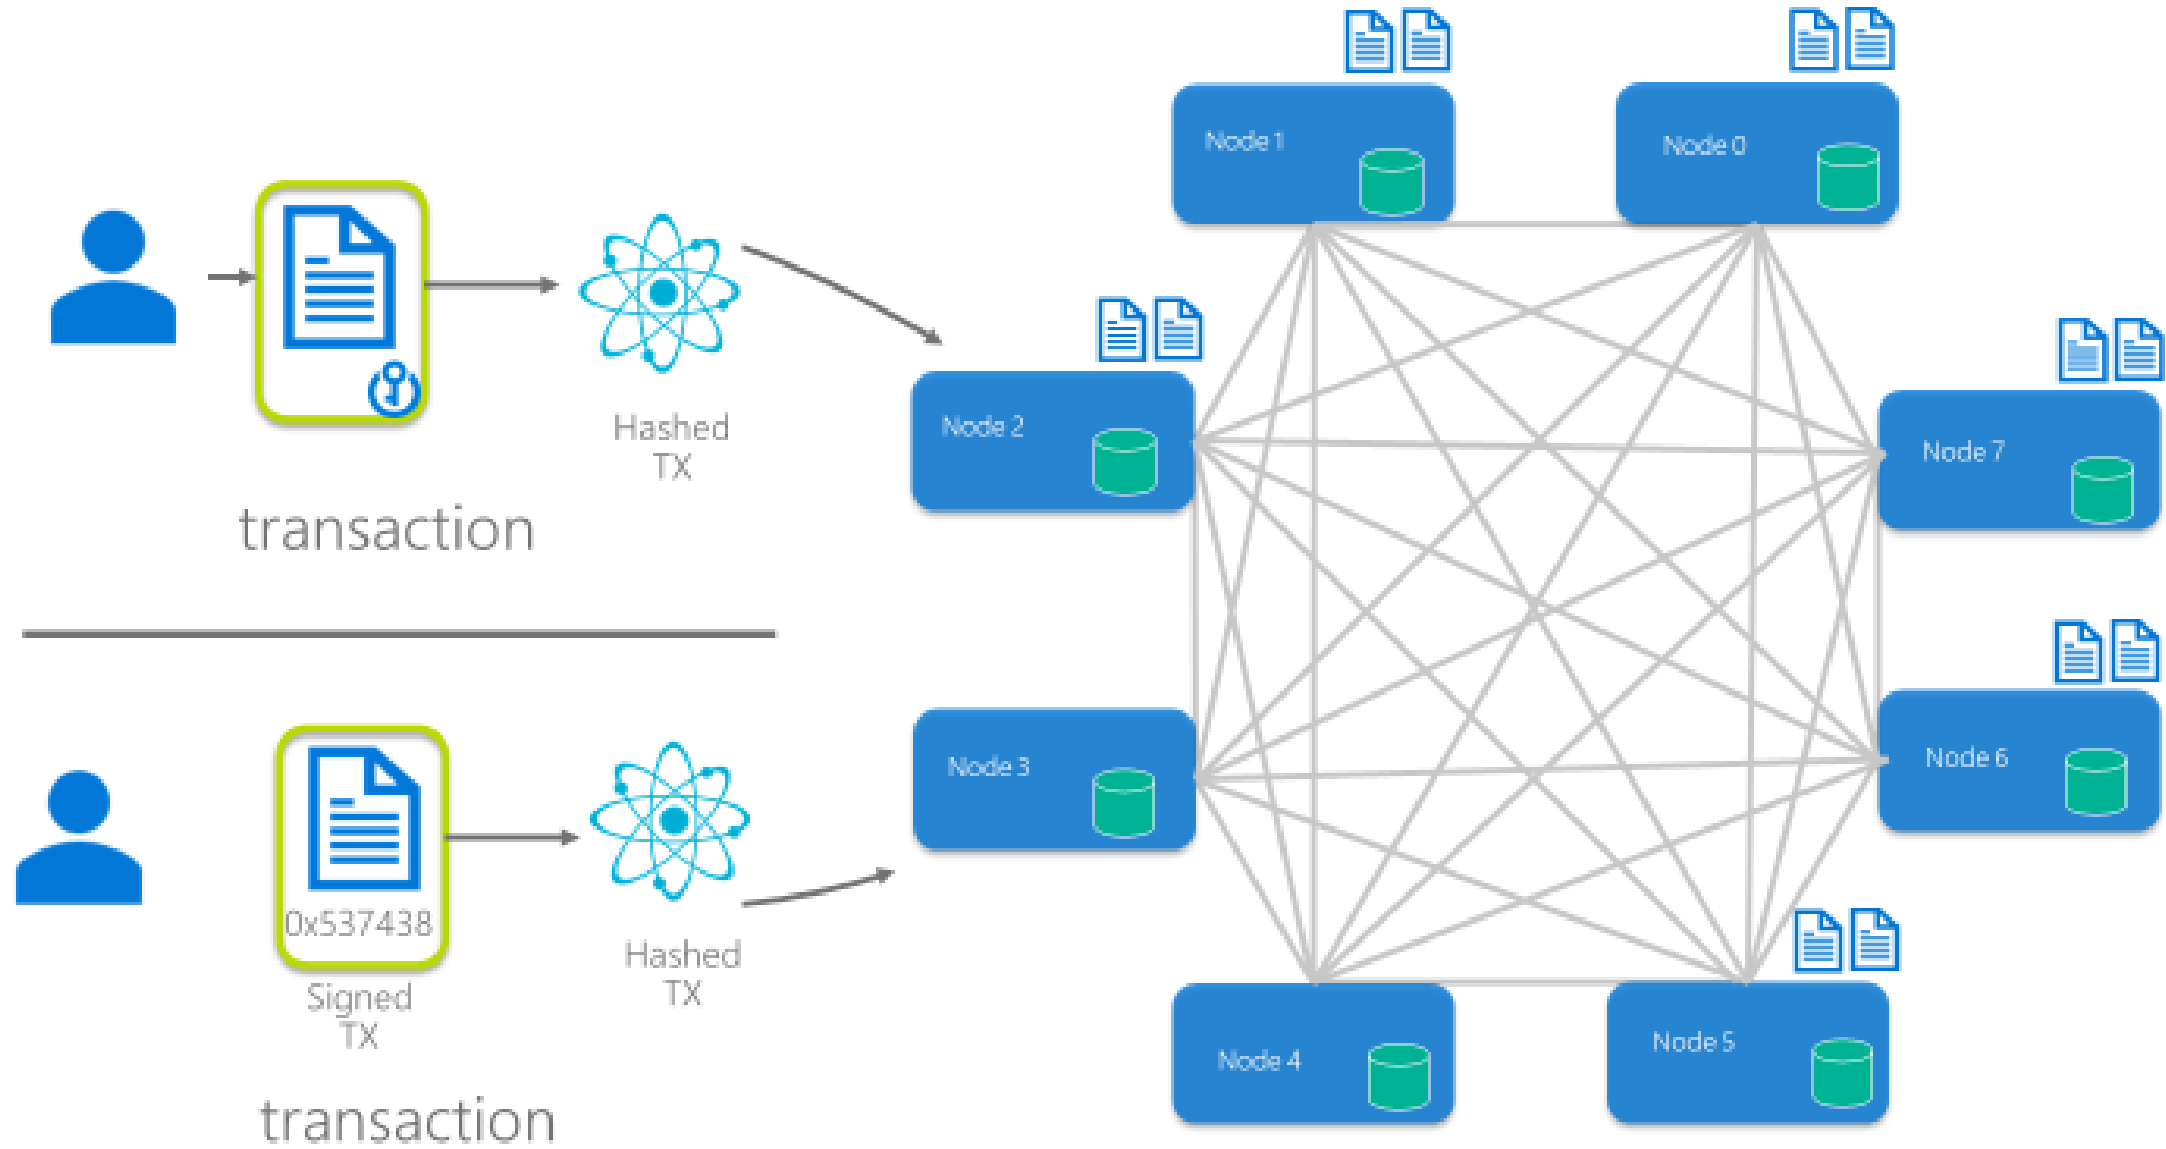 Hashed
TX
transaction
0x537438
Signed
TX
Hashed
TX
transaction
Node 1
Node 0
Node 2
Node 7
Node 3
Node 6
Node 4
Node 5